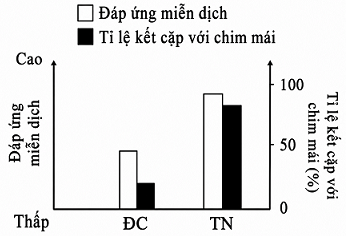 Đáp ứng miễn dịch
Tỉ lệ kết cặp với chim mái
Cao
Đáp ứng
miễn dịch
Thấp
ĐC
TN
100
50
0
Tỉ lệ kết cặp với
chim mái (%)